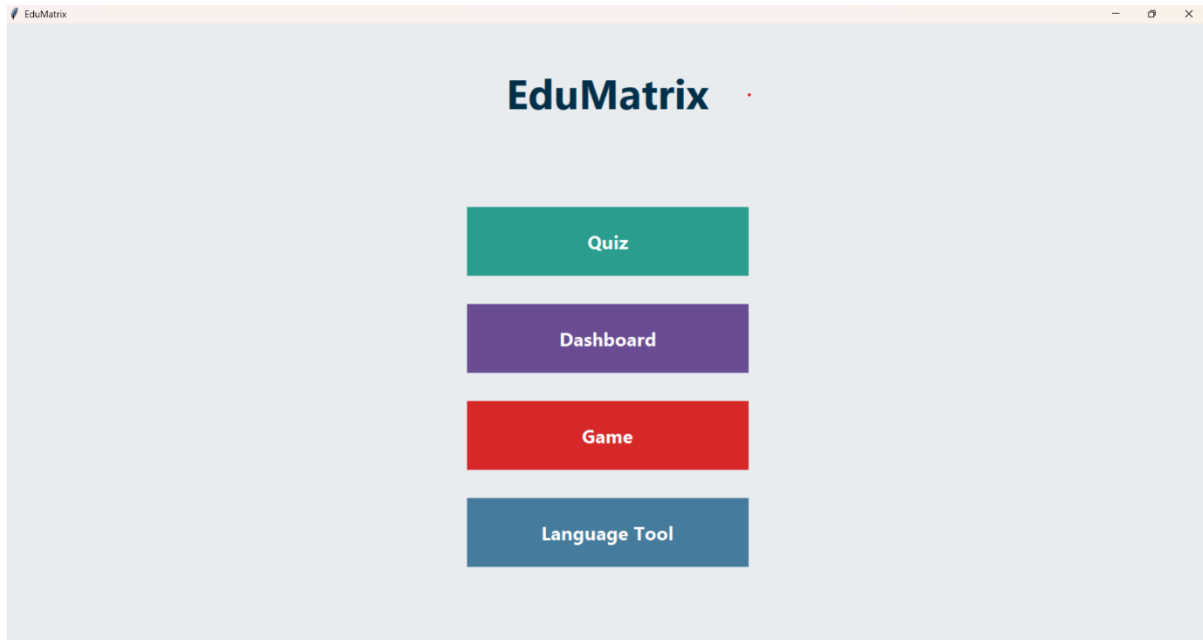 EduMatrix
EduMatrix
Quiz
Dashboard
Game
Language Tool